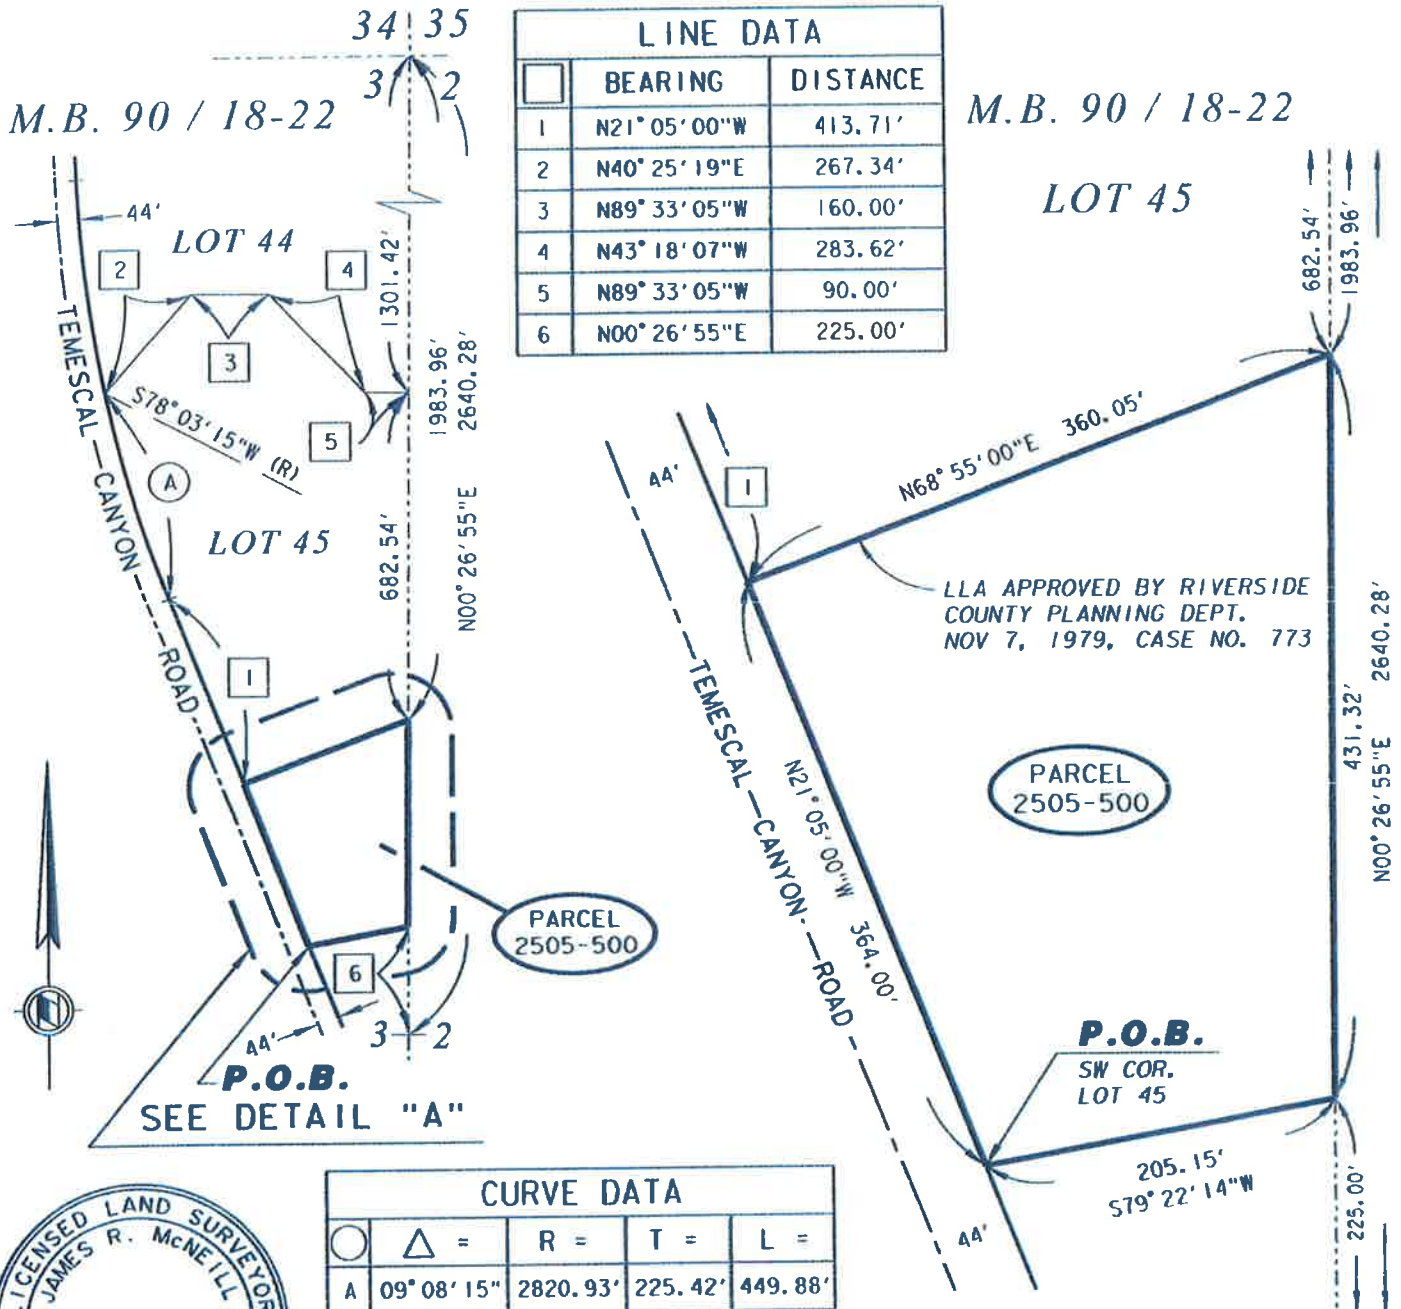 34 35
3 2
M.B. 90 / 18-22
44'
LOT 44
2
4
3
5
1301.42'
1983.96'
2640.28'
S78°03'15"W (R)
A
LOT 45
682.54'
N00°26'55"E
TEMESCAL CANYON ROAD
1
PARCEL
2505-500
6
44'
3 2
P.O.B.
SEE DETAIL "A"
LINE DATA
BEARING DISTANCE
1 N21°05'00"W 413.71'
2 N40°25'19"E 267.34'
3 N89°33'05"W 160.00'
4 N43°18'07"W 283.62'
5 N89°33'05"W 90.00'
6 N00°26'55"E 225.00'
M.B. 90 / 18-22
LOT 45
682.54'
1983.96'
44'
1
N68°55'00"E 360.05'
LLA APPROVED BY RIVERSIDE
COUNTY PLANNING DEPT.
NOV 7, 1979, CASE NO. 773
TEMESCAL CANYON ROAD
N21°05'00"W 364.00'
PARCEL
2505-500
431.32'
N00°26'55"E 2640.28'
P.O.B.
SW COR.
LOT 45
205.15'
S79°22'14"W
44'
225.00'
CURVE DATA
△ = R = T = L =
A 09°08'15" 2820.93' 225.42' 449.88'
LICENSED LAND SURVEYOR
JAMES R. McNEILL